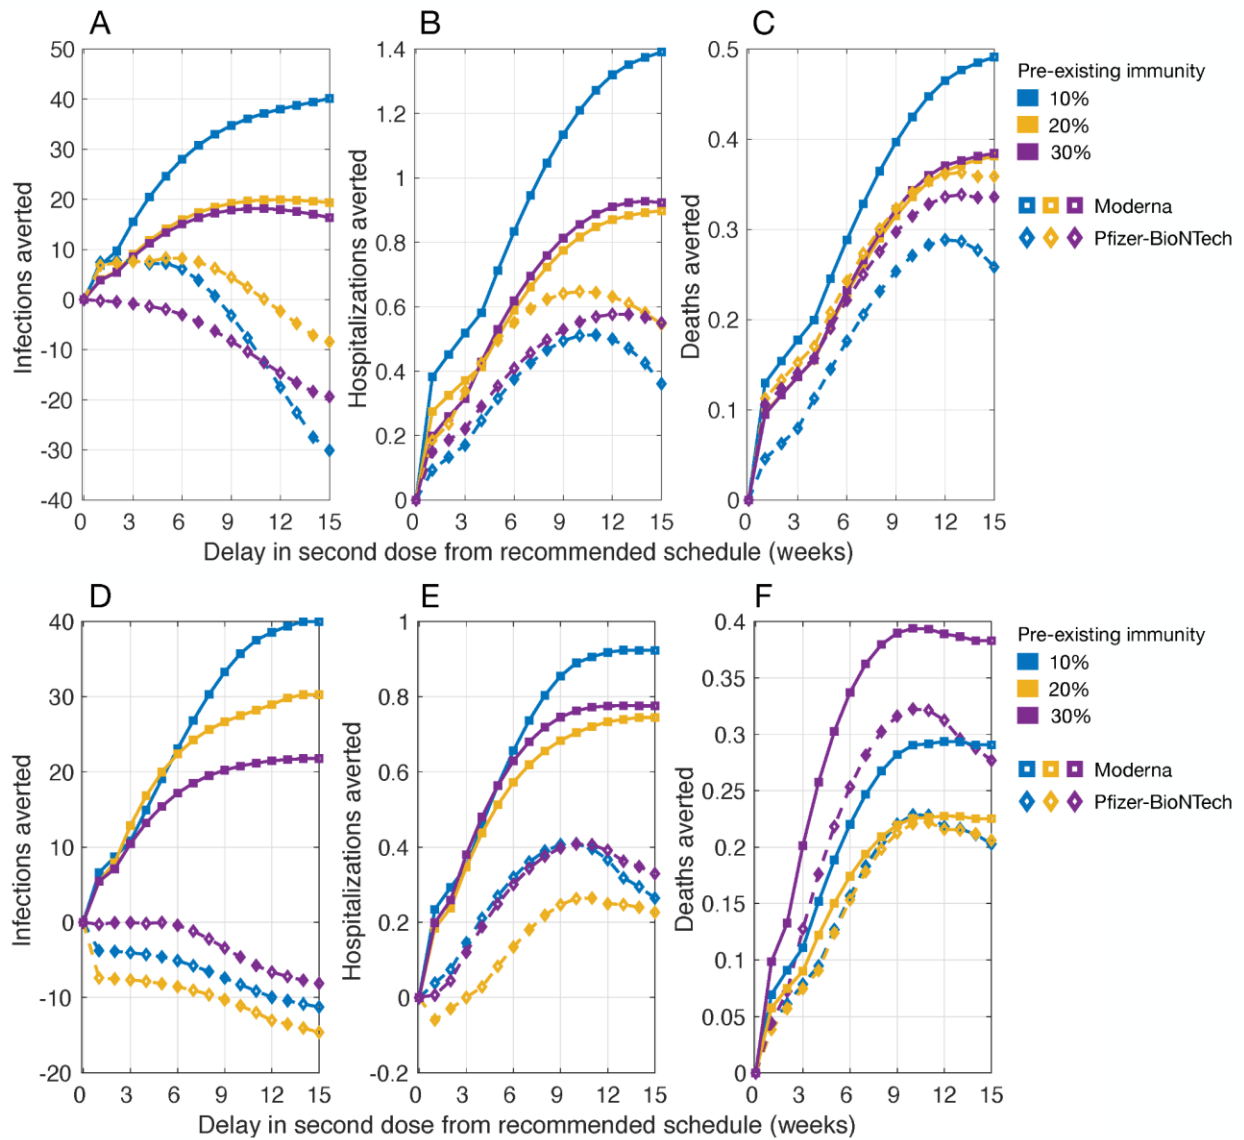 A
B
C
Infections averted
50
40
30
20
10
0
-10
-20
-30
-40
0 3 6 9 12 15
Hospitalizations averted
1.4
1.2
1
0.8
0.6
0.4
0.2
0
0 3 6 9 12 15
Deaths averted
0.5
0.4
0.3
0.2
0.1
0
0 3 6 9 12 15
Delay in second dose from recommended schedule (weeks)
Pre-existing immunity
10%
20%
30%
Moderna
Pfizer-BioNTech
D
E
F
Infections averted
40
30
20
10
0
-10
-20
0 3 6 9 12 15
Hospitalizations averted
1
0.8
0.6
0.4
0.2
0
-0.2
0 3 6 9 12 15
Deaths averted
0.4
0.35
0.3
0.25
0.2
0.15
0.1
0.05
0
0 3 6 9 12 15
Delay in second dose from recommended schedule (weeks)
Pre-existing immunity
10%
20%
30%
Moderna
Pfizer-BioNTech